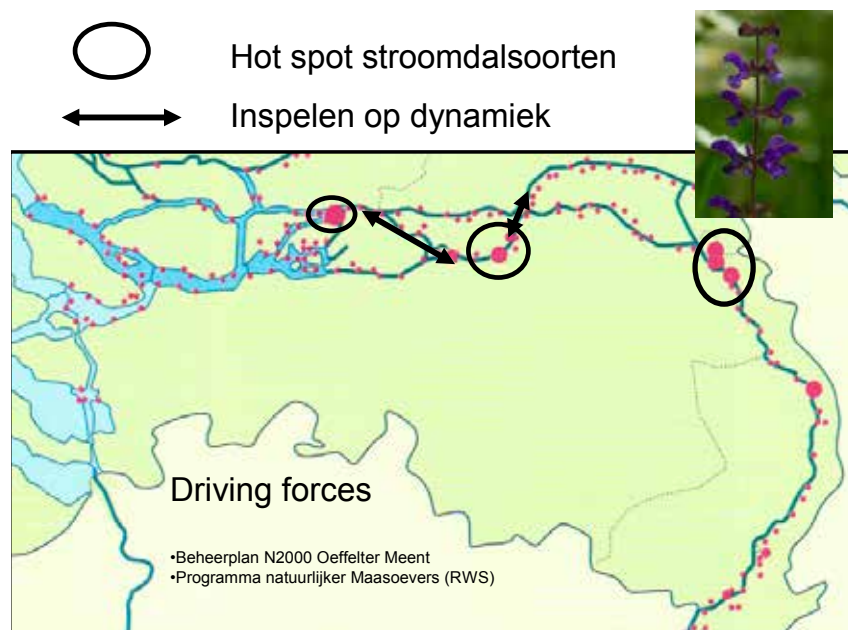 Hot spot stroomdalsoorten
Inspelen op dynamiek
Driving forces
•Beheerplan N2000 Oeffelter Meent
•Programma natuurlijker Maasoevers (RWS)